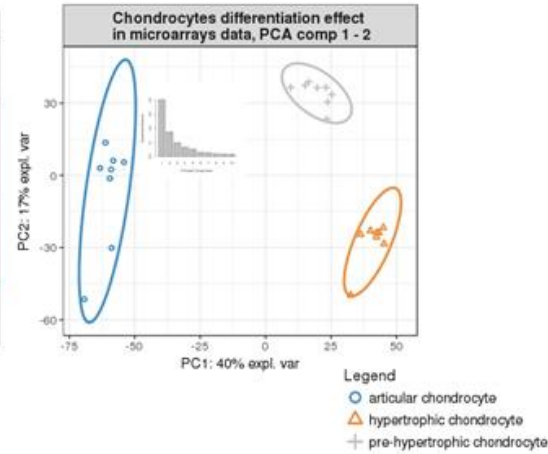 Chondrocytes differentiation effect
in microarrays data, PCA comp 1 - 2
PC2: 17% expl. var
30
0
-30
-60
-75
-50
-25
0
25
50
PC1: 40% expl. var
Legend
articular chondrocyte
hypertrophic chondrocyte
pre-hypertrophic chondrocyte